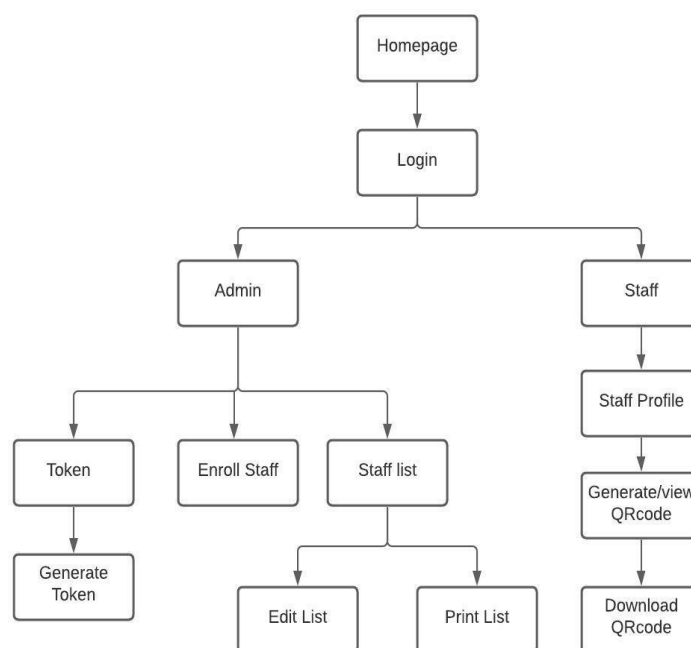 Homepage
Login
Admin
Staff
Staff Profile
Token
Enroll Staff
Staff list
Generate/view
QRcode
Generate
Token
Edit List
Print List
Download
QRcode